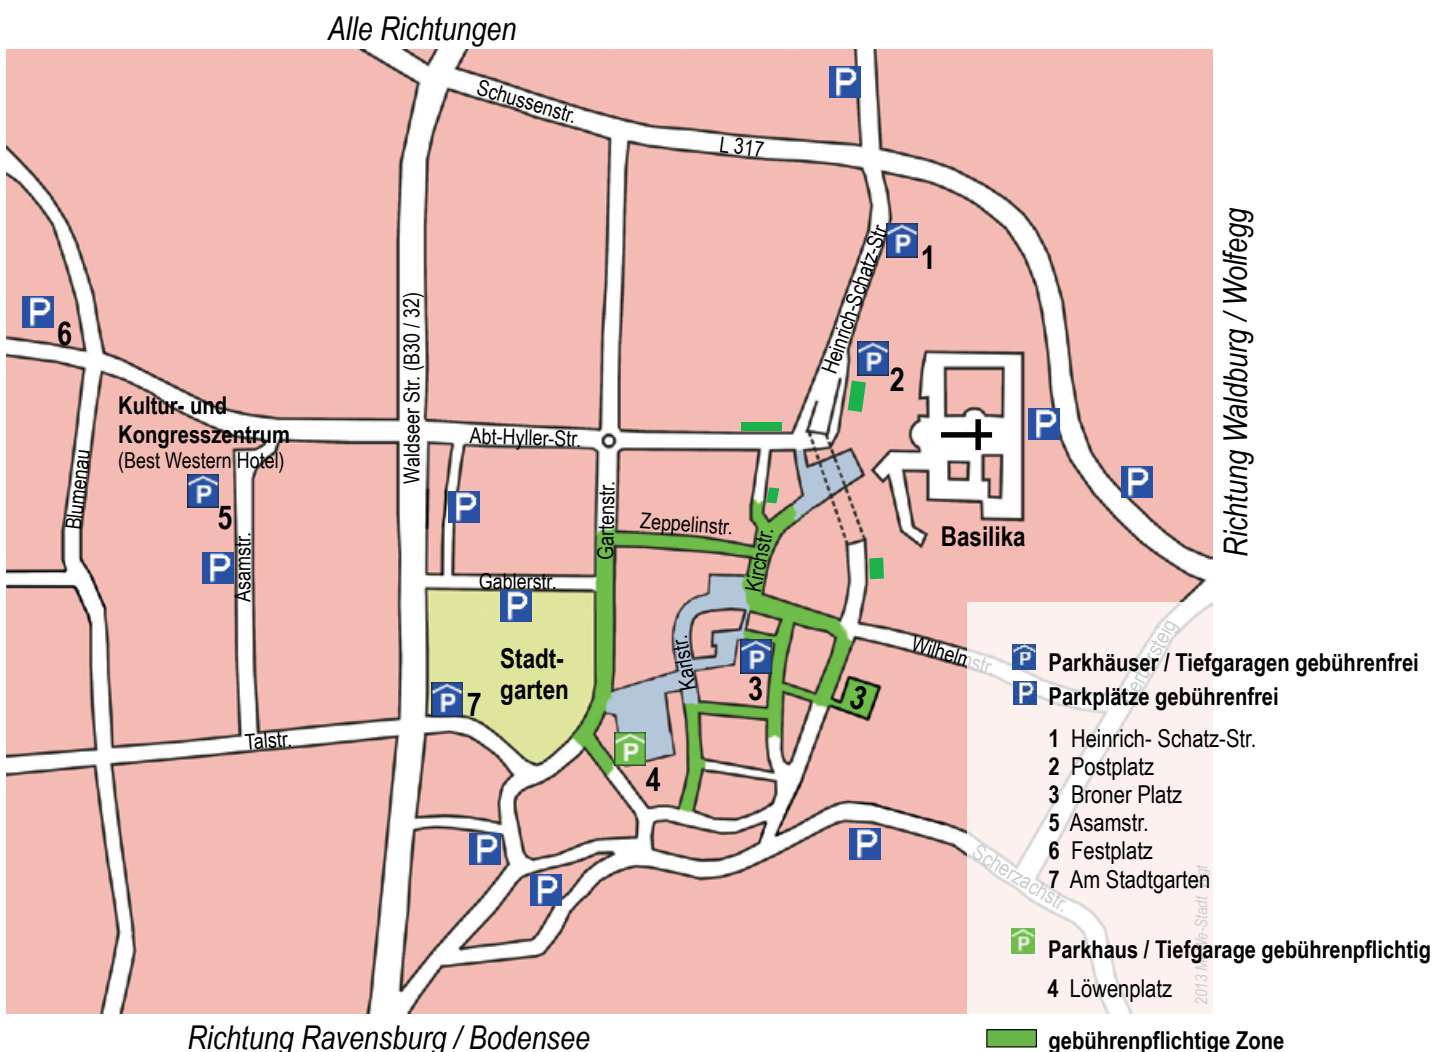 Alle Richtungen
Schussenstr.
L 317
P
P
1
Heinrich-Schatz-Str.
Richtung Waldburg / Wolfegg
P
6
Waldseer Str. (B30 / 32)
P
2
Kultur- und
Kongresszentrum
(Best Western Hotel)
Abt-Hyller-Str.
P
P
5
Blumenau
P
P
Gartenstr.
Zeppelinstr.
Basilika
P
Asamstr.
Kirchstr.
Gablerstr.
P
Stadt-
garten
Karlstr.
P
3
3
Wilhelmstr.
P
7
Talstr.
P
4
P
P
P
Scherzachstr.
P Parkhäuser / Tiefgaragen gebührenfrei
P Parkplätze gebührenfrei
1 Heinrich- Schatz-Str.
2 Postplatz
3 Broner Platz
5 Asamstr.
6 Festplatz
7 Am Stadtgarten
P Parkhaus / Tiefgarage gebührenpflichtig
4 Löwenplatz
gebührenpflichtige Zone
Richtung Ravensburg / Bodensee